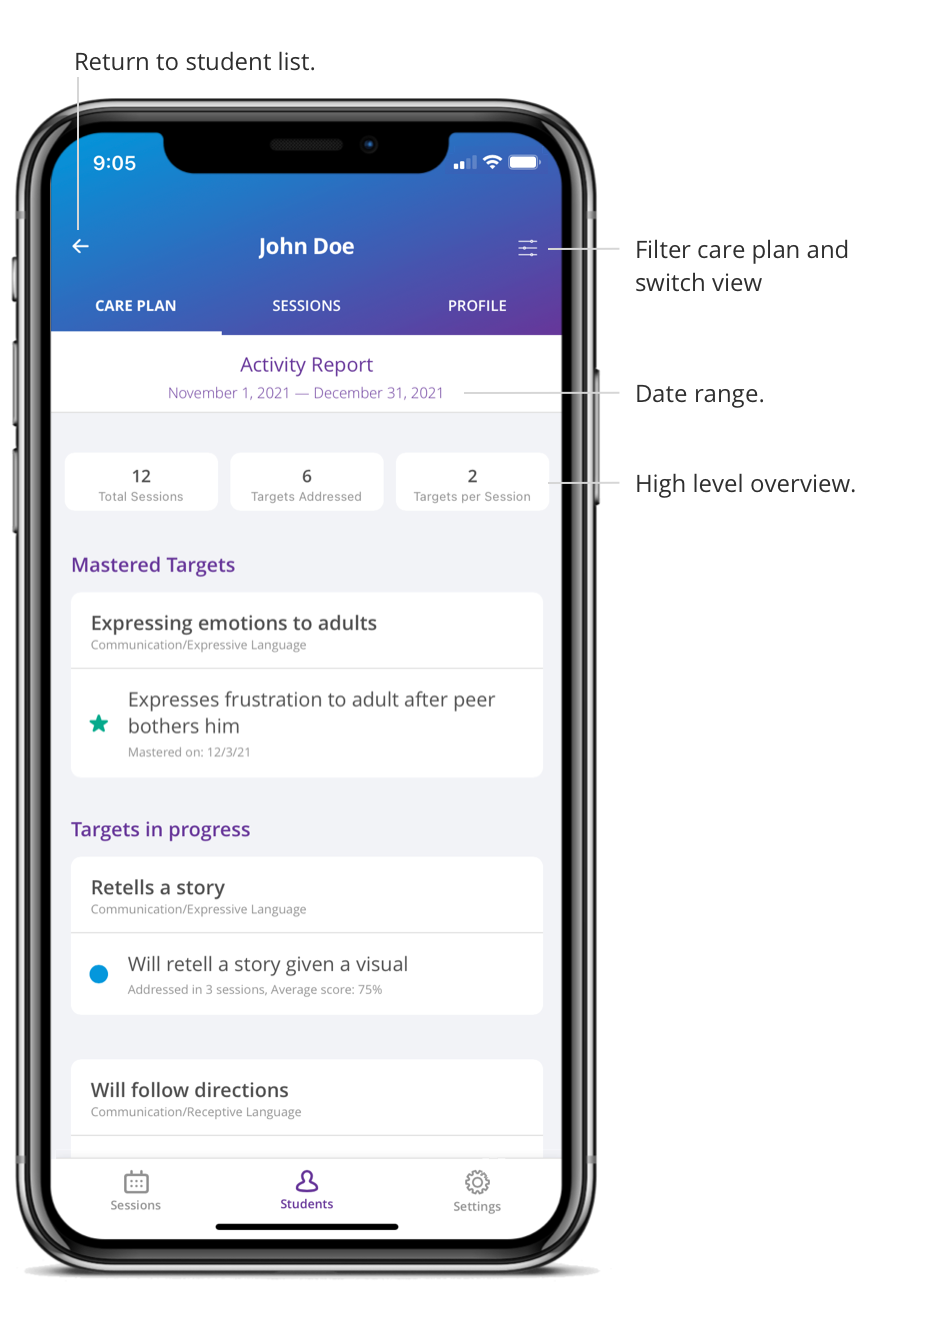 Return to student list.
9:05
John Doe
Filter care plan and
switch view
CARE PLAN
SESSIONS
PROFILE
Activity Report
November 1, 2021 — December 31, 2021
Date range.
12
Total Sessions
6
Targets Addressed
2
Targets per Session
High level overview.
Mastered Targets
Expressing emotions to adults
Communication/Expressive Language
Expresses frustration to adult after peer
bothers him
Mastered on: 12/3/21
Targets in progress
Retells a story
Communication/Expressive Language
Will retell a story given a visual
Addressed in 3 sessions, Average score: 75%
Will follow directions
Communication/Receptive Language
Sessions
Students
Settings